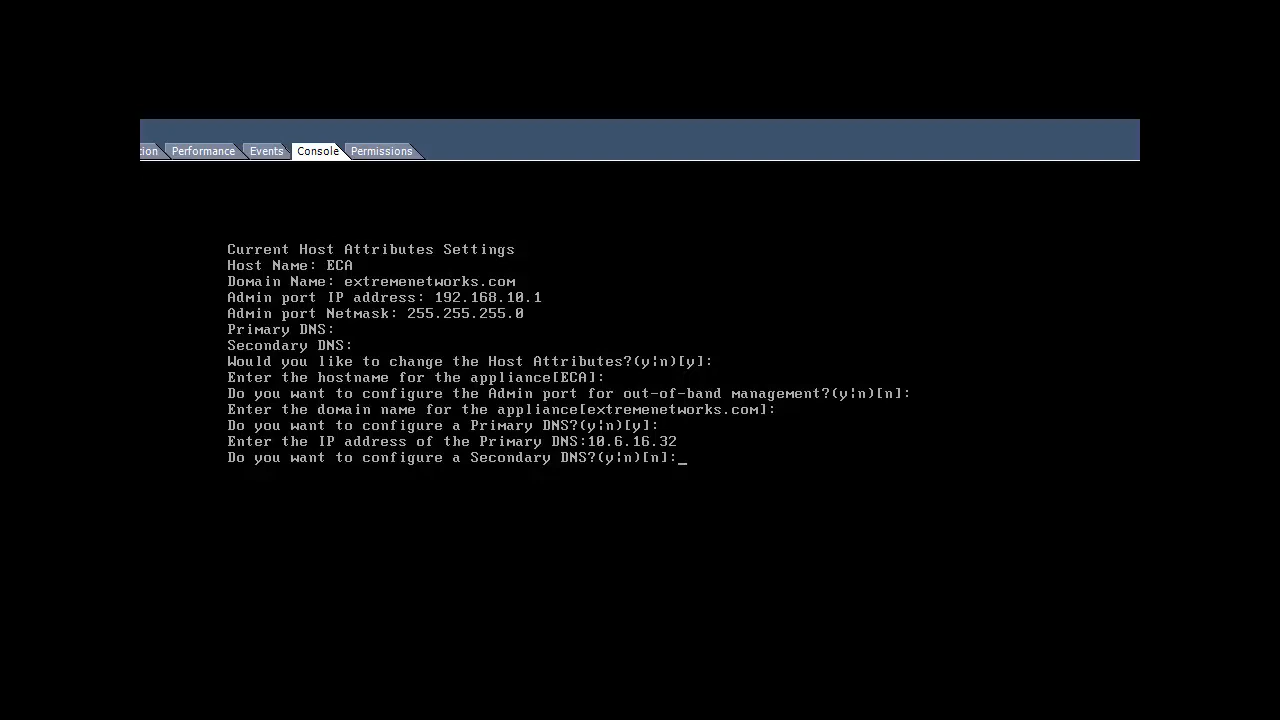 tion Performance Events Console Permissions
Current Host Attributes Settings
Host Name: ECA
Domain Name: extremenetworks.com
Admin port IP address: 192.168.10.1
Admin port Netmask: 255.255.255.0
Primary DNS:
Secondary DNS:
Would you like to change the Host Attributes?(y¦n)[y]:
Enter the hostname for the appliance[ECA]:
Do you want to configure the Admin port for out-of-band management?(y¦n)[n]:
Enter the domain name for the appliance[extremenetworks.com]:
Do you want to configure a Primary DNS?(y¦n)[y]:
Enter the IP address of the Primary DNS:10.6.16.32
Do you want to configure a Secondary DNS?(y¦n)[n]:_